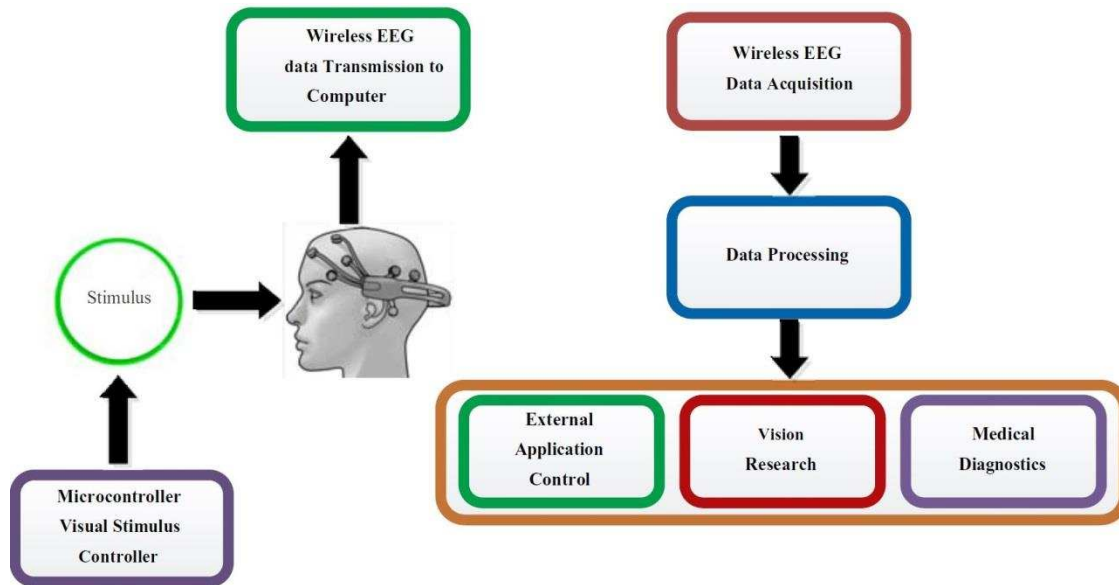 Wireless EEG
data Transmission to
Computer
Stimulus
Microcontroller
Visual Stimulus
Controller
Wireless EEG
Data Acquisition
Data Processing
External
Application
Control
Vision
Research
Medical
Diagnostics